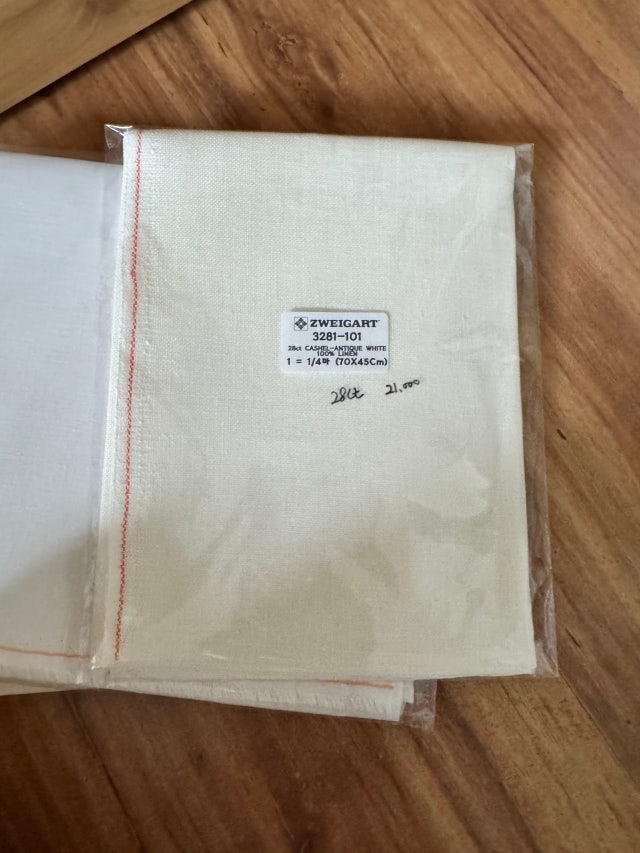 ZWEIGART
3281-101
28ct CASHEL-ANTIQUE WHITE
100% LINEN
1 = 1/4마 (70X45Cm)
28ct 21.000